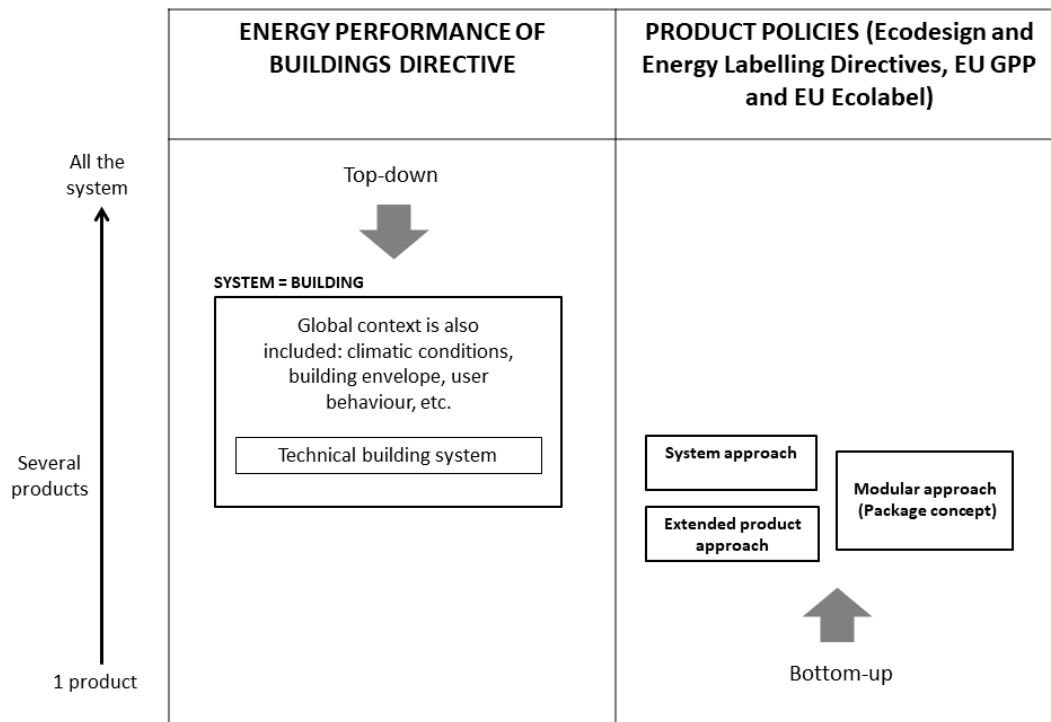 ENERGY PERFORMANCE OF
BUILDINGS DIRECTIVE
PRODUCT POLICIES (Ecodesign and
Energy Labelling Directives, EU GPP
and EU Ecolabel)
All the
system
Several
products
1 product
Top-down
SYSTEM = BUILDING
Global context is also
included: climatic conditions,
building envelope, user
behaviour, etc.
Technical building system
System approach
Extended product
approach
Modular approach
(Package concept)
Bottom-up